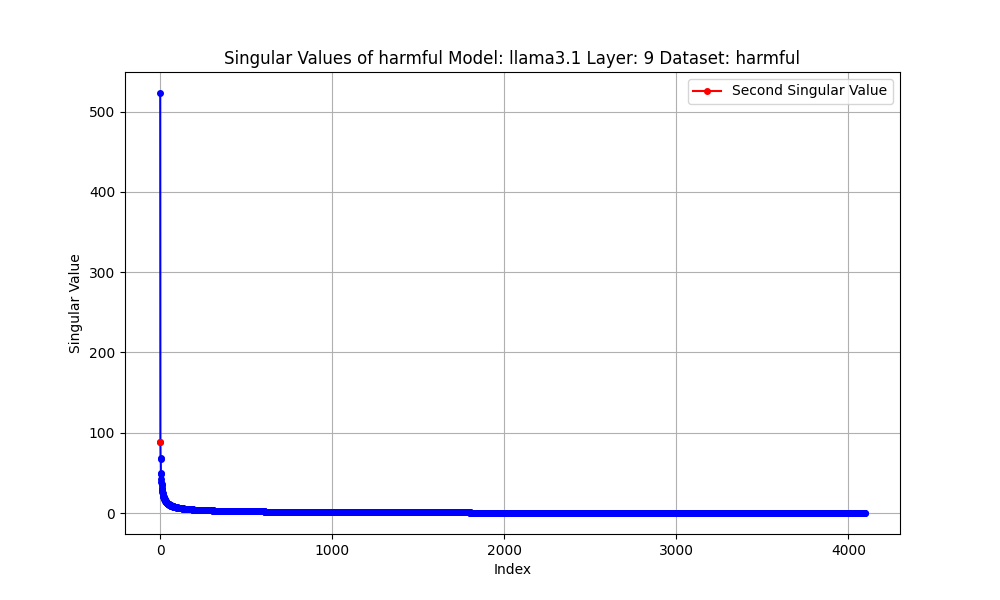 Singular Values of harmful Model: llama3.1 Layer: 9 Dataset: harmful
Second Singular Value
Singular Value
500
400
300
200
100
0
0 1000 2000 3000 4000
Index